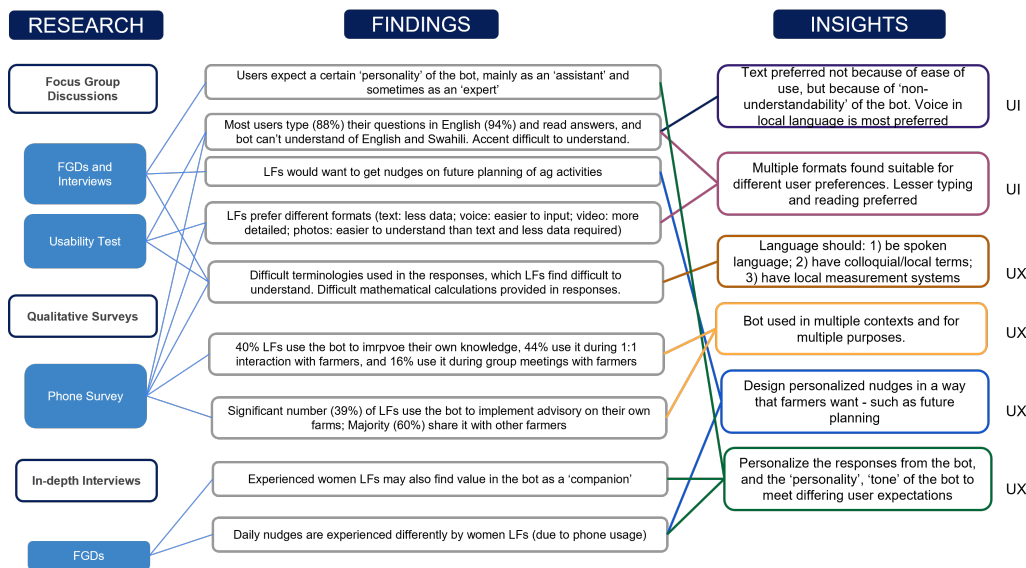 RESEARCH
FINDINGS
INSIGHTS
Focus Group
Discussions
FGDs and
Interviews
Usability Test
Qualitative Surveys
Phone Survey
In-depth Interviews
FGDs
Users expect a certain ‘personality’ of the bot, mainly as an ‘assistant’ and
sometimes as an ‘expert’
Most users type (88%) their questions in English (94%) and read answers, and
bot can’t understand of English and Swahili. Accent difficult to understand.
LFs would want to get nudges on future planning of ag activities
LFs prefer different formats (text: less data; voice: easier to input; video: more
detailed; photos: easier to understand than text and less data required)
Difficult terminologies used in the responses, which LFs find difficult to
understand. Difficult mathematical calculations provided in responses.
40% LFs use the bot to imrpvoe their own knowledge, 44% use it during 1:1
interaction with farmers, and 16% use it during group meetings with farmers
Significant number (39%) of LFs use the bot to implement advisory on their own
farms; Majority (60%) share it with other farmers
Experienced women LFs may also find value in the bot as a ‘companion’
Daily nudges are experienced differently by women LFs (due to phone usage)
Text preferred not because of ease of
use, but because of ‘non-
understandability’ of the bot. Voice in
local language is most preferred
UI
Multiple formats found suitable for
different user preferences. Lesser typing
and reading preferred
UI
Language should: 1) be spoken
language; 2) have colloquial/local terms;
3) have local measurement systems
UX
Bot used in multiple contexts and for
multiple purposes.
UX
Design personalized nudges in a way
that farmers want - such as future
planning
UX
Personalize the responses from the bot,
and the ‘personality’, ‘tone’ of the bot to
meet differing user expectations
UX